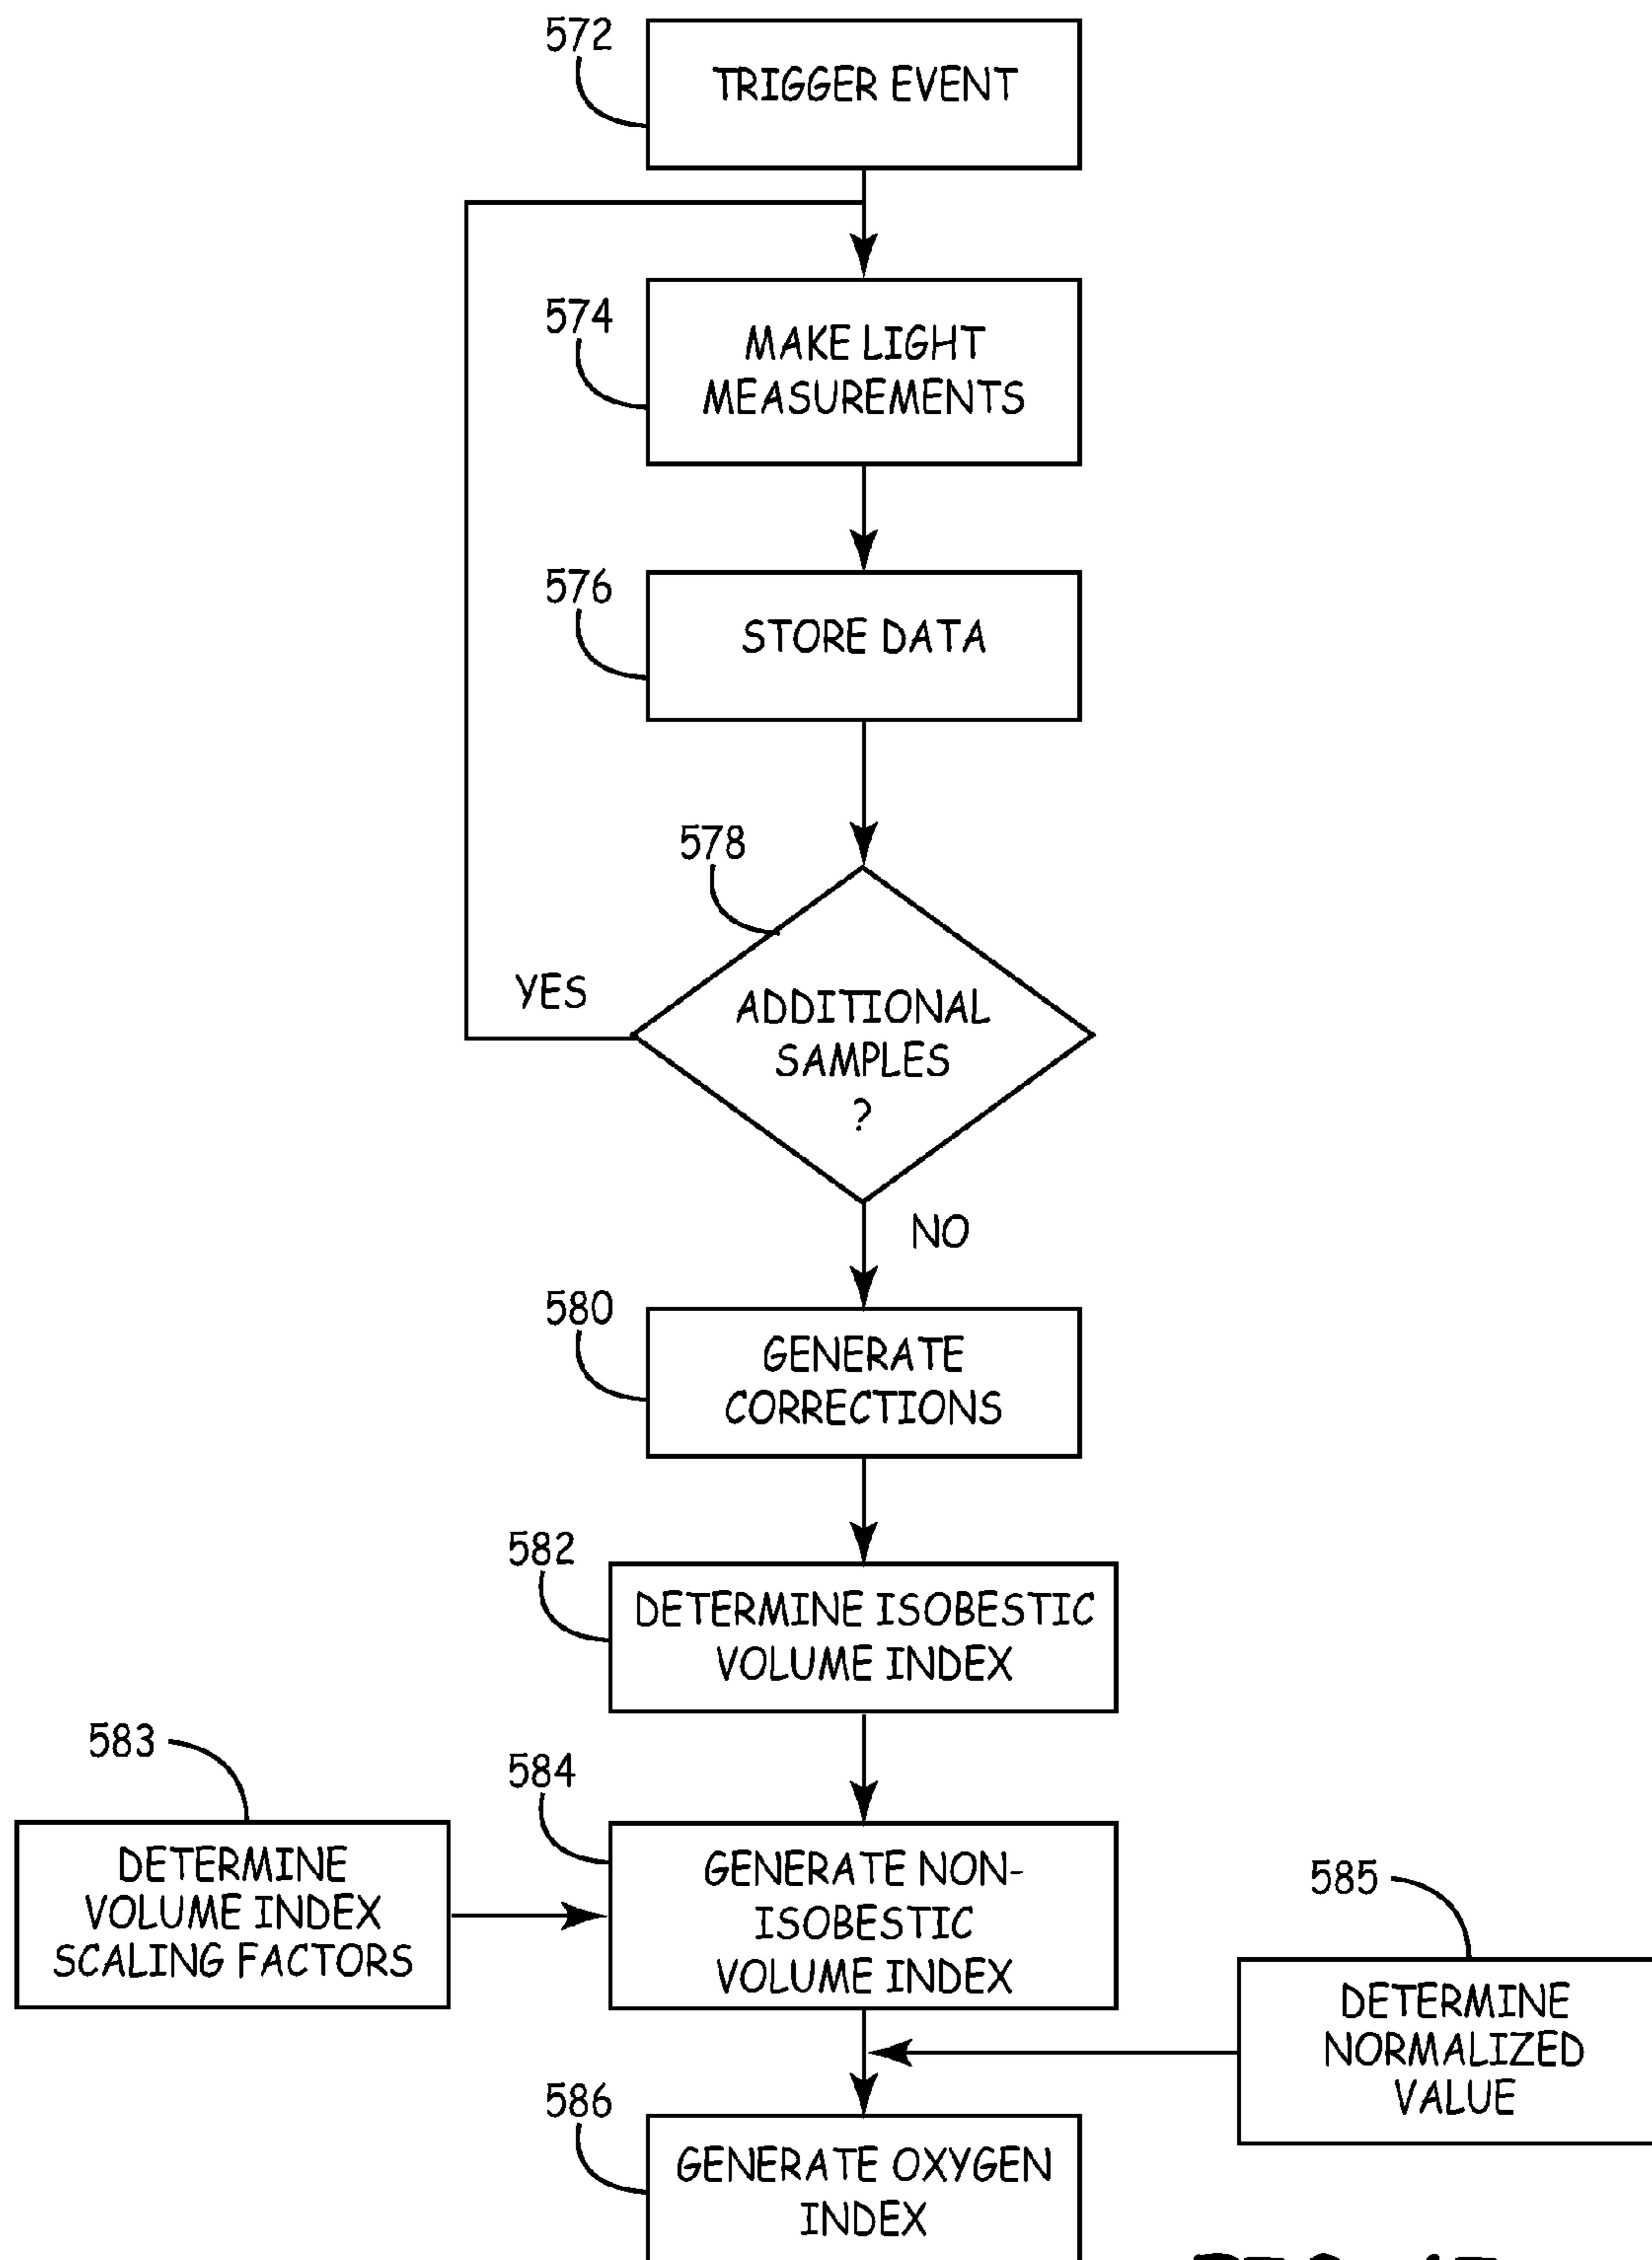 572
TRIGGER EVENT
574
MAKE LIGHT
MEASUREMENTS
576
STORE DATA
578
YES
ADDITIONAL
SAMPLES
?
NO
580
GENERATE
CORRECTIONS
582
DETERMINE ISOBESTIC
VOLUME INDEX
583
DETERMINE
VOLUME INDEX
SCALING FACTORS
584
GENERATE NON-
ISOBESTIC
VOLUME INDEX
585
DETERMINE
NORMALIZED
VALUE
586
GENERATE OXYGEN
INDEX